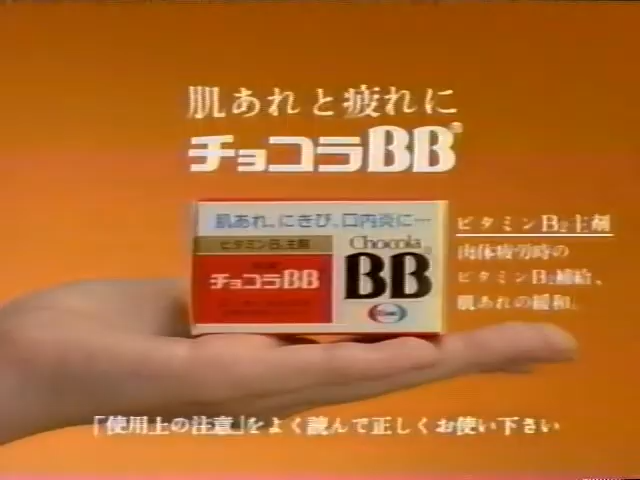 肌あれと疲れに
チョコラBB®
肌あれ、にきび、口内炎に…
ビタミンB₂主剤
チョコラBB
Chocola
BB
Eisai
ビタミンB₂主剤
肉体疲労時の
ビタミンB₂補給、
肌あれの緩和。
「使用上の注意」をよく読んで正しくお使い下さい